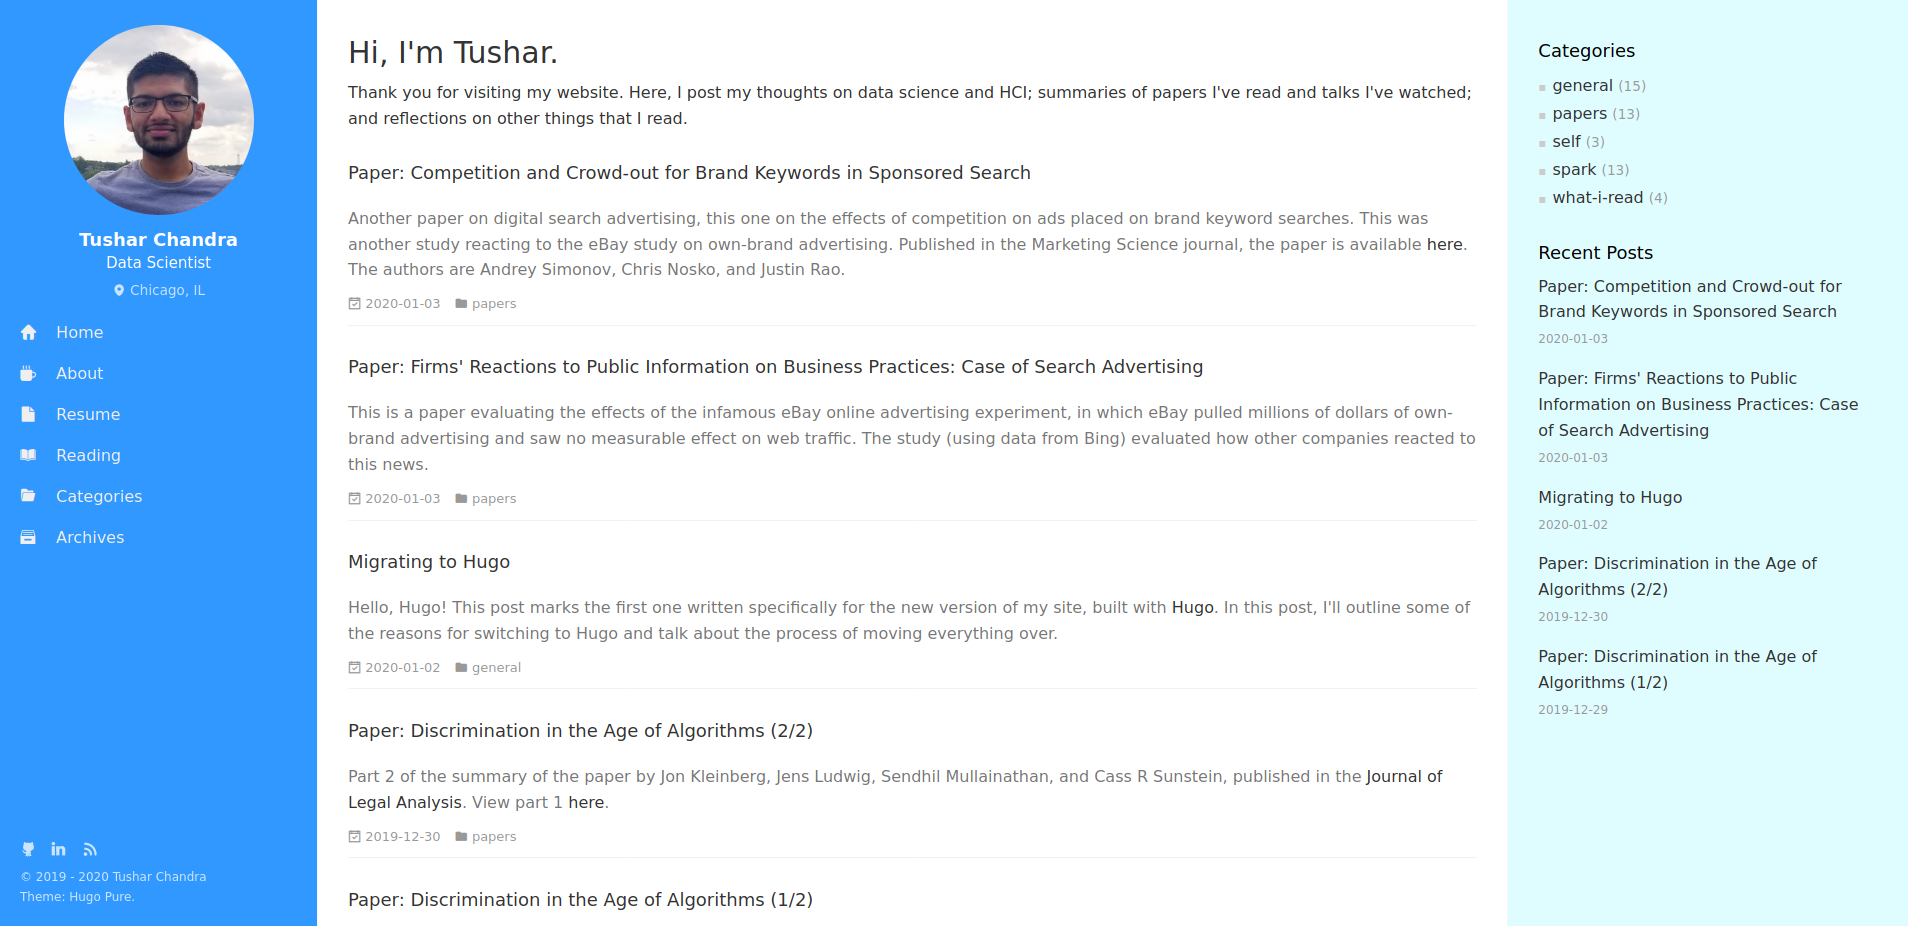 Tushar Chandra
Data Scientist
Chicago, IL
Home
About
Resume
Reading
Categories
Archives
© 2019 - 2020 Tushar Chandra
Theme: Hugo Pure.
Hi, I'm Tushar.
Thank you for visiting my website. Here, I post my thoughts on data science and HCI; summaries of papers I've read and talks I've watched;
and reflections on other things that I read.
Paper: Competition and Crowd-out for Brand Keywords in Sponsored Search
Another paper on digital search advertising, this one on the effects of competition on ads placed on brand keyword searches. This was
another study reacting to the eBay study on own-brand advertising. Published in the Marketing Science journal, the paper is available here.
The authors are Andrey Simonov, Chris Nosko, and Justin Rao.
2020-01-03 papers
Paper: Firms' Reactions to Public Information on Business Practices: Case of Search Advertising
This is a paper evaluating the effects of the infamous eBay online advertising experiment, in which eBay pulled millions of dollars of own-
brand advertising and saw no measurable effect on web traffic. The study (using data from Bing) evaluated how other companies reacted to
this news.
2020-01-03 papers
Migrating to Hugo
Hello, Hugo! This post marks the first one written specifically for the new version of my site, built with Hugo. In this post, I'll outline some of
the reasons for switching to Hugo and talk about the process of moving everything over.
2020-01-02 general
Paper: Discrimination in the Age of Algorithms (2/2)
Part 2 of the summary of the paper by Jon Kleinberg, Jens Ludwig, Sendhil Mullainathan, and Cass R Sunstein, published in the Journal of
Legal Analysis. View part 1 here.
2019-12-30 papers
Paper: Discrimination in the Age of Algorithms (1/2)
Categories
general (15)
papers (13)
self (3)
spark (13)
what-i-read (4)
Recent Posts
Paper: Competition and Crowd-out for
Brand Keywords in Sponsored Search
2020-01-03
Paper: Firms' Reactions to Public
Information on Business Practices: Case
of Search Advertising
2020-01-03
Migrating to Hugo
2020-01-02
Paper: Discrimination in the Age of
Algorithms (2/2)
2019-12-30
Paper: Discrimination in the Age of
Algorithms (1/2)
2019-12-29